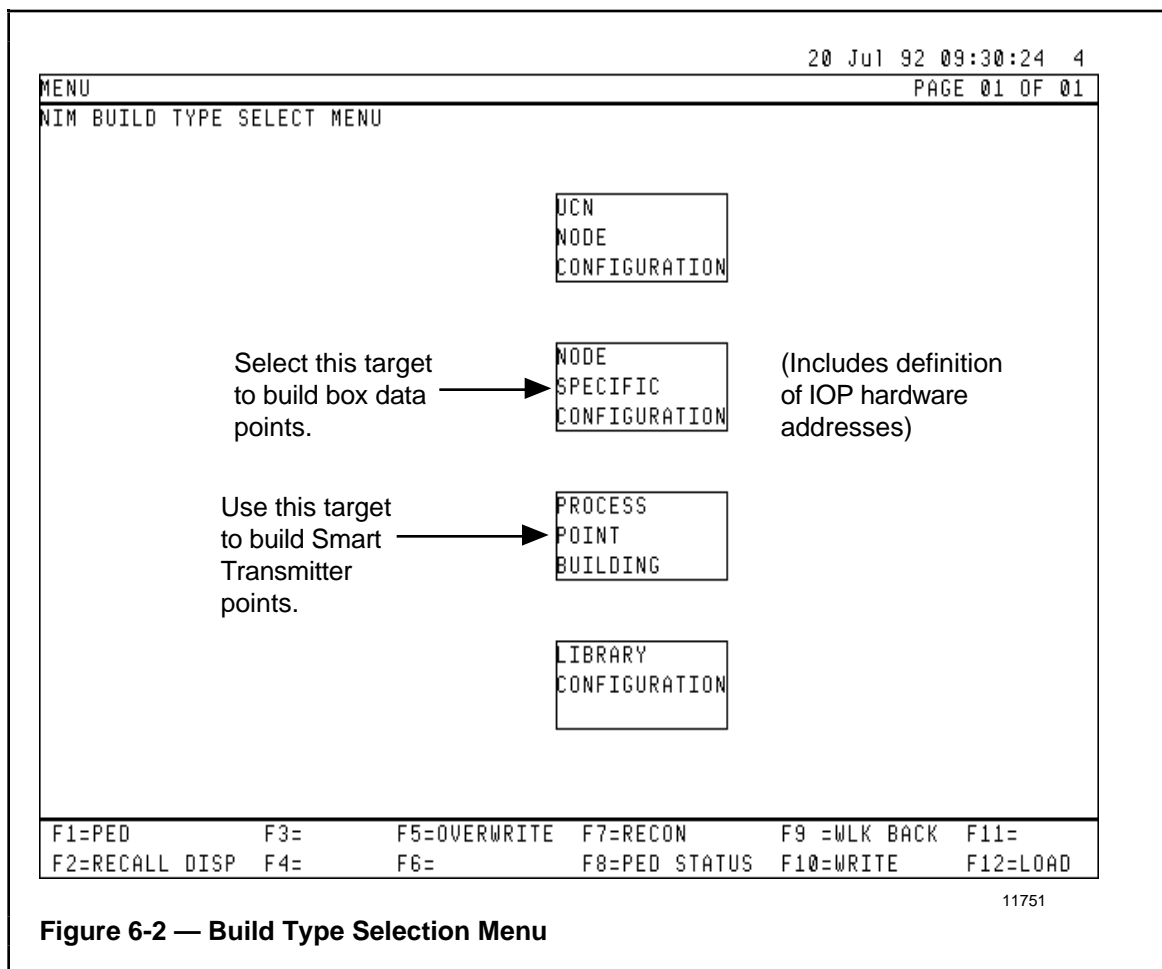 20 Jul 92 09:30:24 4
MENU PAGE 01 OF 01
NIM BUILD TYPE SELECT MENU
UCN
NODE
CONFIGURATION
Select this target
to build box data
points.
NODE
SPECIFIC
CONFIGURATION
(Includes definition
of IOP hardware
addresses)
Use this target
to build Smart
Transmitter
points.
PROCESS
POINT
BUILDING
LIBRARY
CONFIGURATION
F1=PED F3= F5=OVERWRITE F7=RECON F9 =WLK BACK F11=
F2=RECALL DISP F4= F6= F8=PED STATUS F10=WRITE F12=LOAD
11751
Figure 6-2 — Build Type Selection Menu